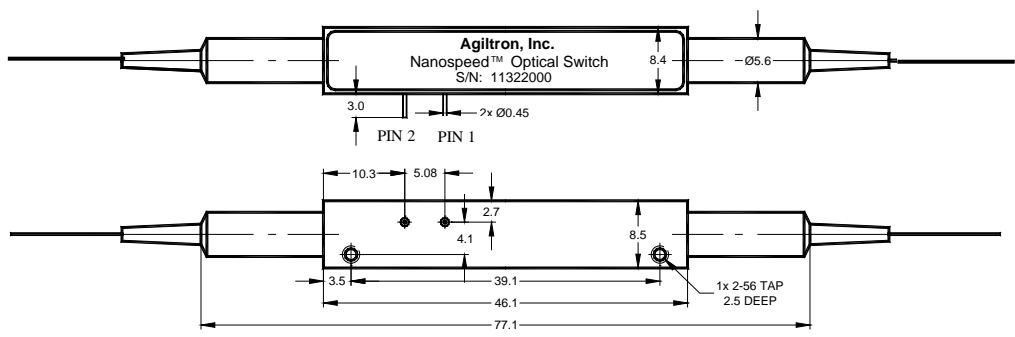 Agiltron, Inc.
Nanospeed™ Optical Switch
S/N: 11322000
8.4
Ø5.6
3.0
2x Ø0.45
PIN 2
PIN 1
10.3
5.08
2.7
4.1
8.5
3.5
39.1
1x 2-56 TAP
2.5 DEEP
46.1
77.1